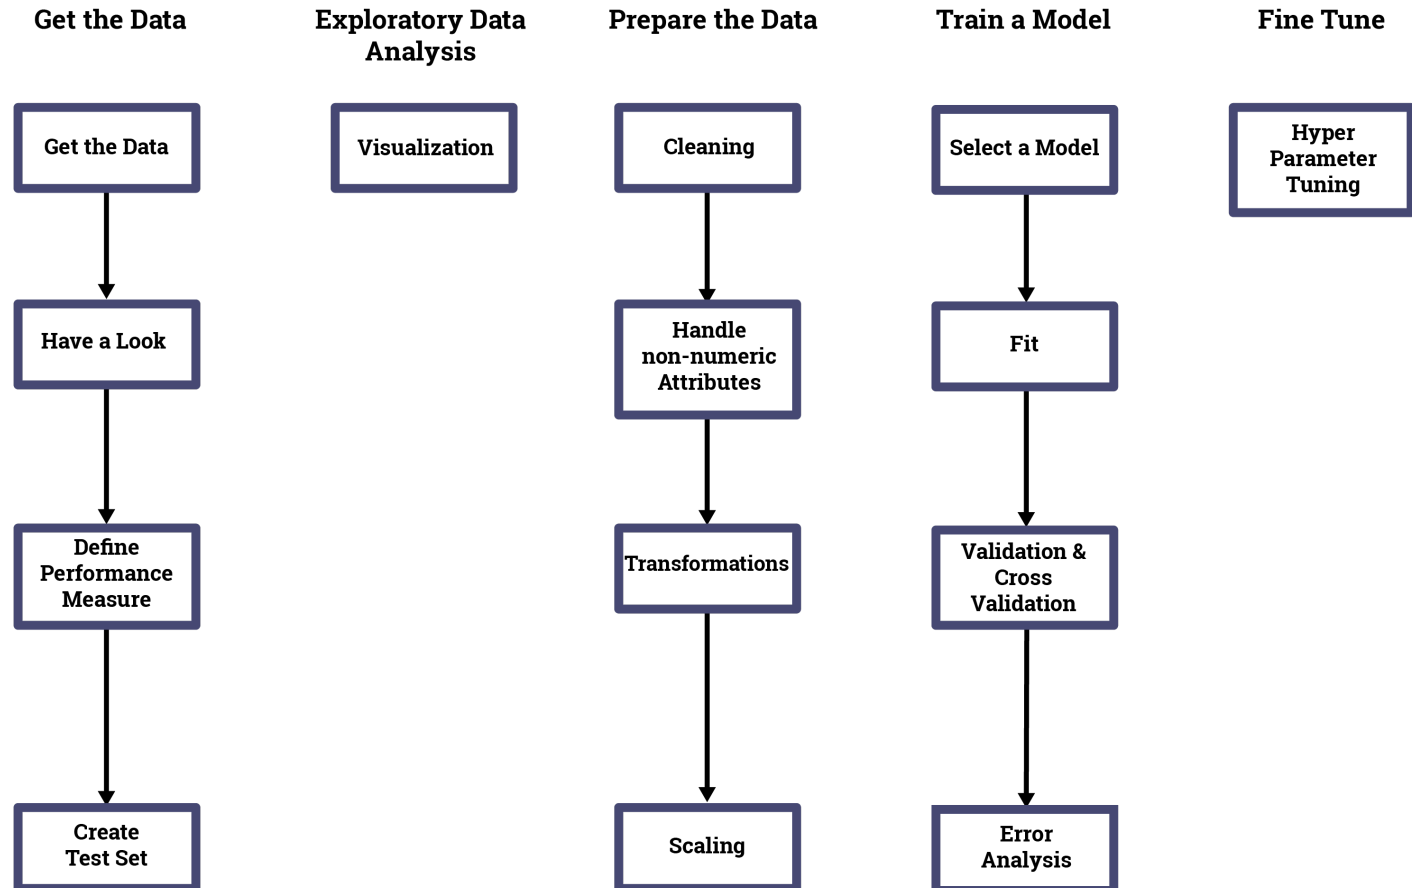 Get the Data
Exploratory Data
Analysis
Prepare the Data
Train a Model
Fine Tune
Get the Data
Have a Look
Define
Performance
Measure
Create
Test Set
Visualization
Cleaning
Handle
non-numeric
Attributes
Transformations
Scaling
Select a Model
Fit
Validation &
Cross
Validation
Error
Analysis
Hyper
Parameter
Tuning